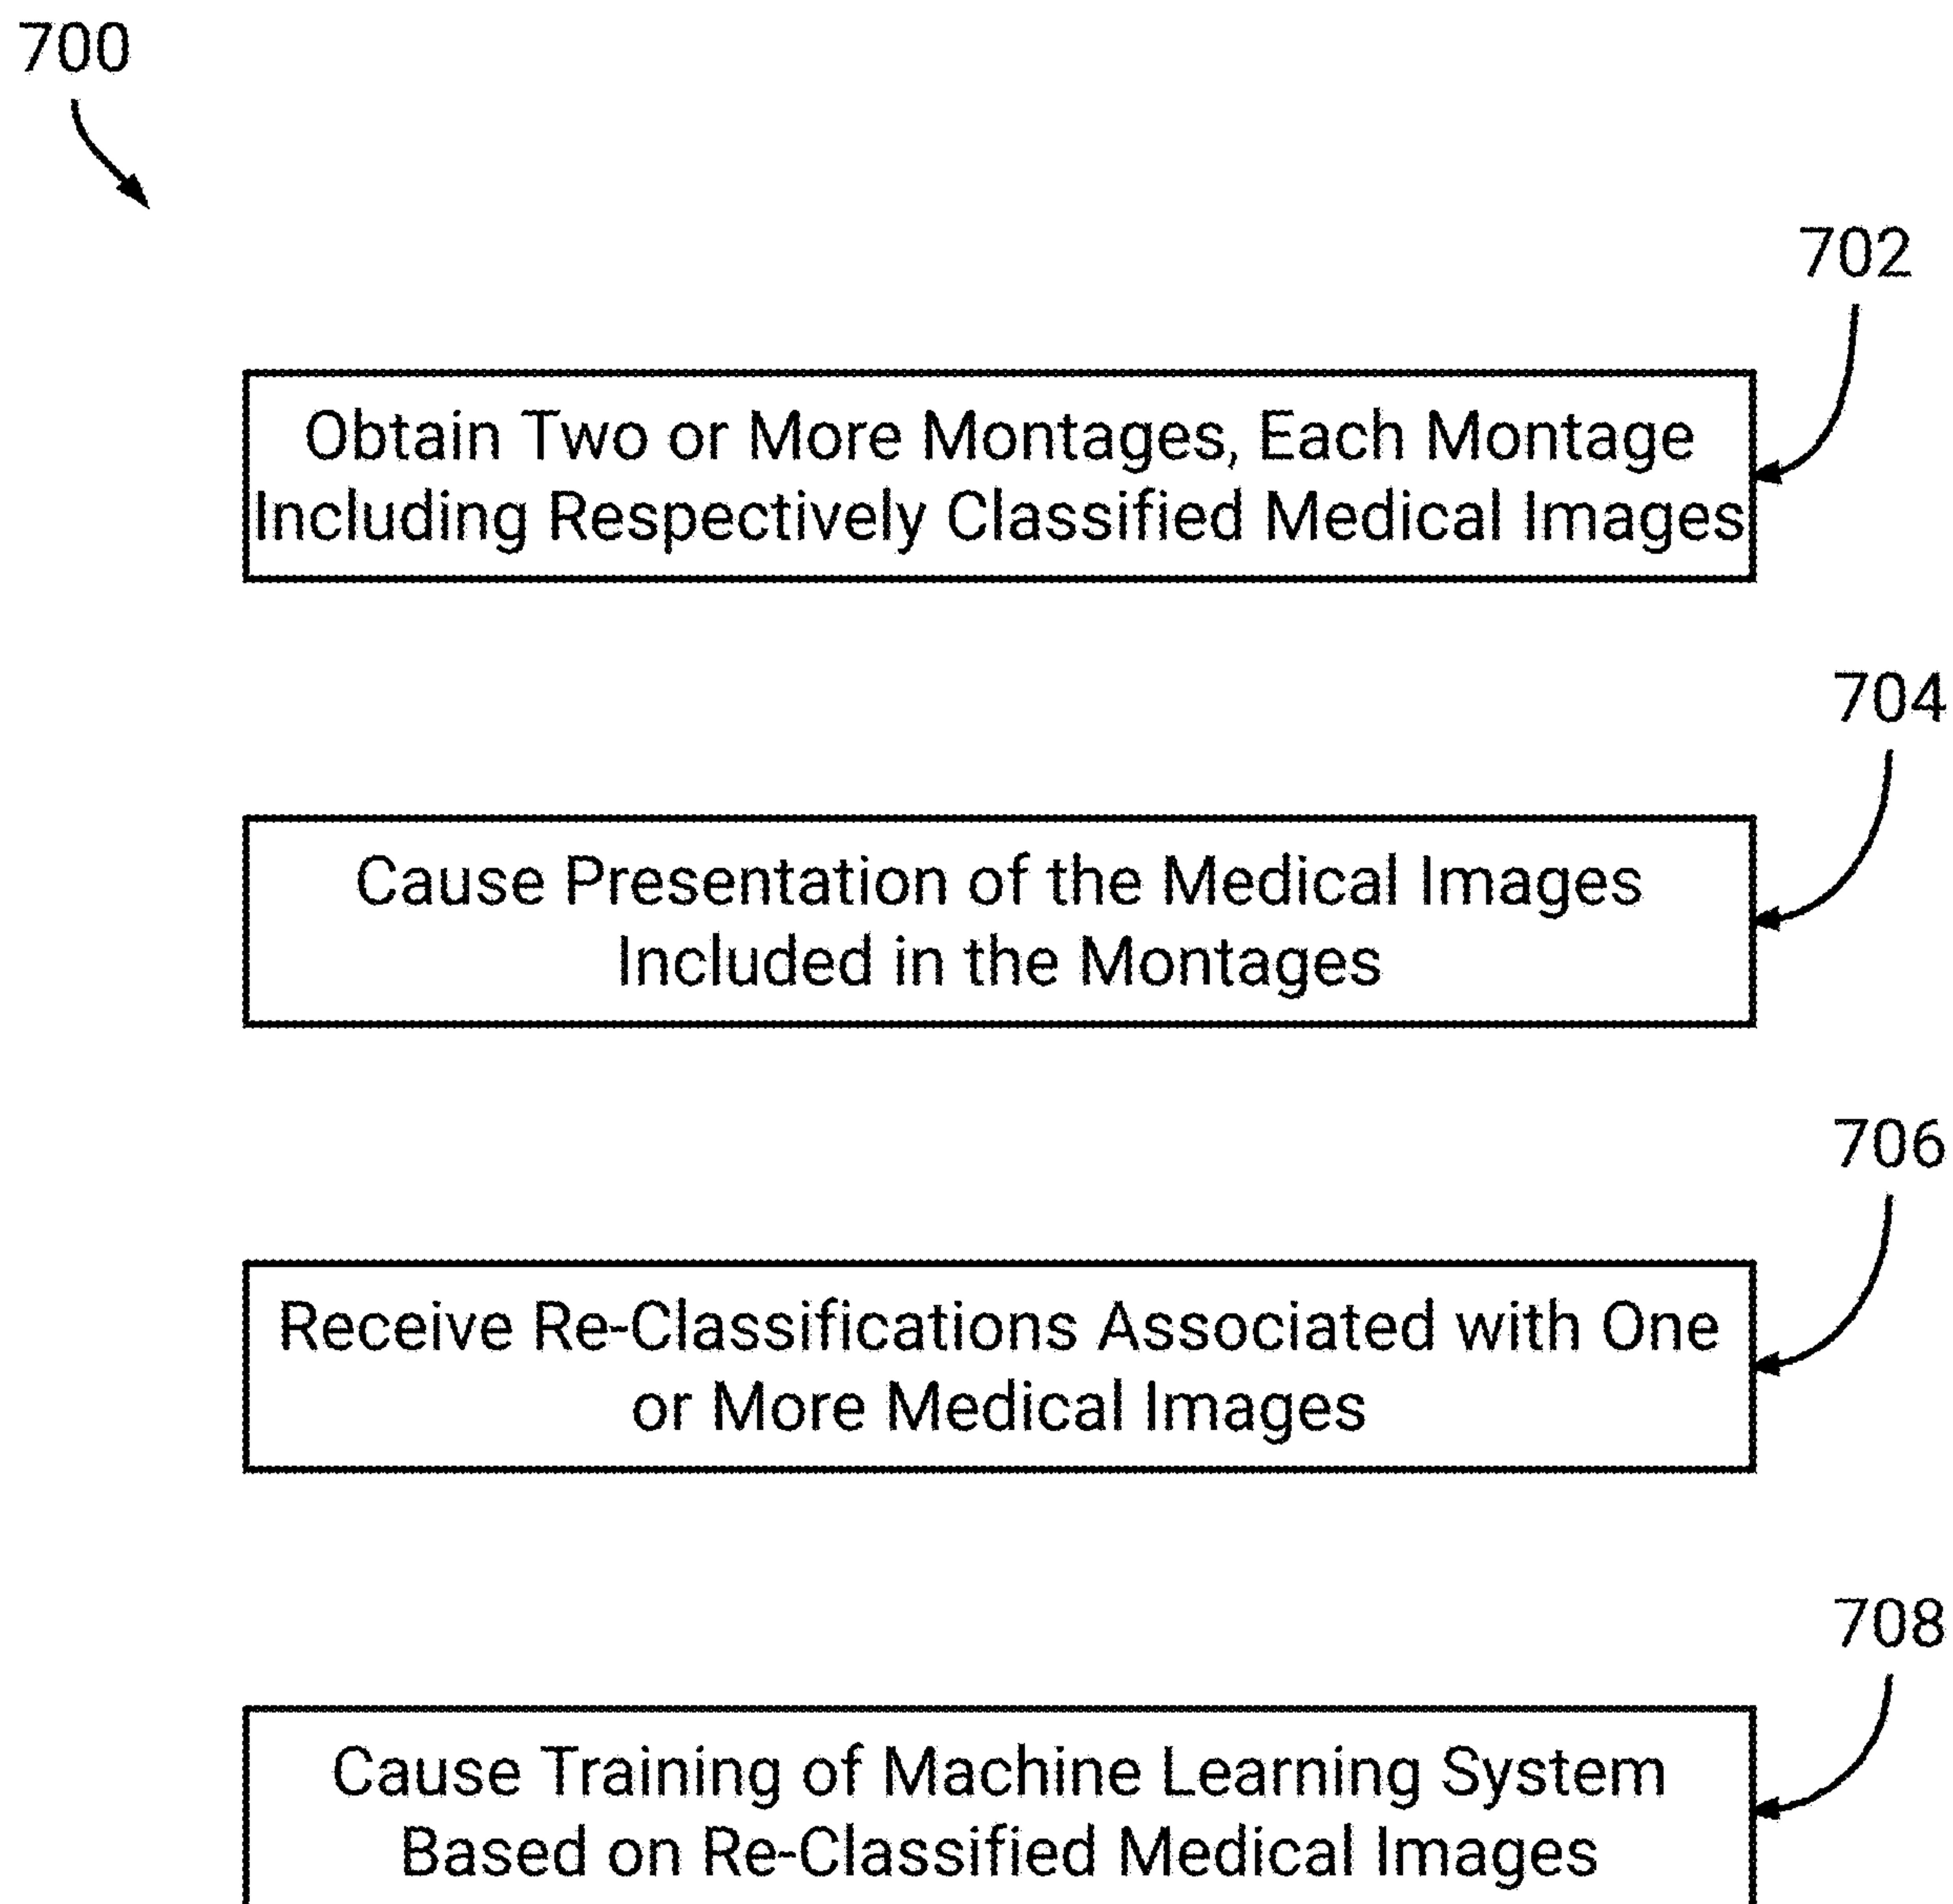 700
702
Obtain Two or More Montages, Each Montage
Including Respectively Classified Medical Images
704
Cause Presentation of the Medical Images
Included in the Montages
706
Receive Re-Classifications Associated with One
or More Medical Images
708
Cause Training of Machine Learning System
Based on Re-Classified Medical Images